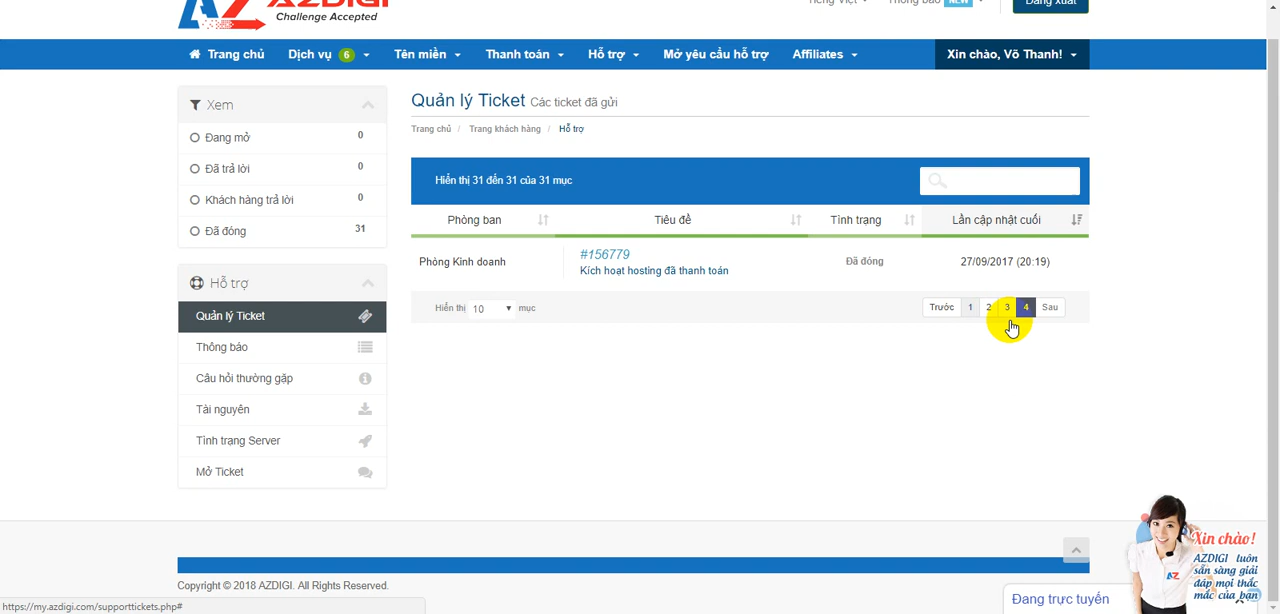 AZDIGI
Challenge Accepted
Tiếng Việt
Thông báo NEW
Đăng xuất
Trang chủ
Dịch vụ 6
Tên miền
Thanh toán
Hỗ trợ
Mở yêu cầu hỗ trợ
Affiliates
Xin chào, Võ Thanh!
Xem
Đang mở 0
Đã trả lời 0
Khách hàng trả lời 0
Đã đóng 31
Hỗ trợ
Quản lý Ticket
Thông báo
Câu hỏi thường gặp
Tài nguyên
Tình trạng Server
Mở Ticket
Quản lý Ticket Các ticket đã gửi
Trang chủ / Trang khách hàng / Hỗ trợ
Hiển thị 31 đến 31 của 31 mục
Phòng ban
Tiêu đề
Tình trạng
Lần cập nhật cuối
Phòng Kinh doanh
#156779
Kích hoạt hosting đã thanh toán
Đã đóng
27/09/2017 (20:19)
Hiển thị 10 mục
Trước 1 2 3 4 Sau
Xin chào!
AZDIGI luôn
sẵn sàng giải
đáp mọi thắc
mắc của bạn
AZ
Đang trực tuyến
Copyright © 2018 AZDIGI. All Rights Reserved.
https://my.azdigi.com/supporttickets.php#